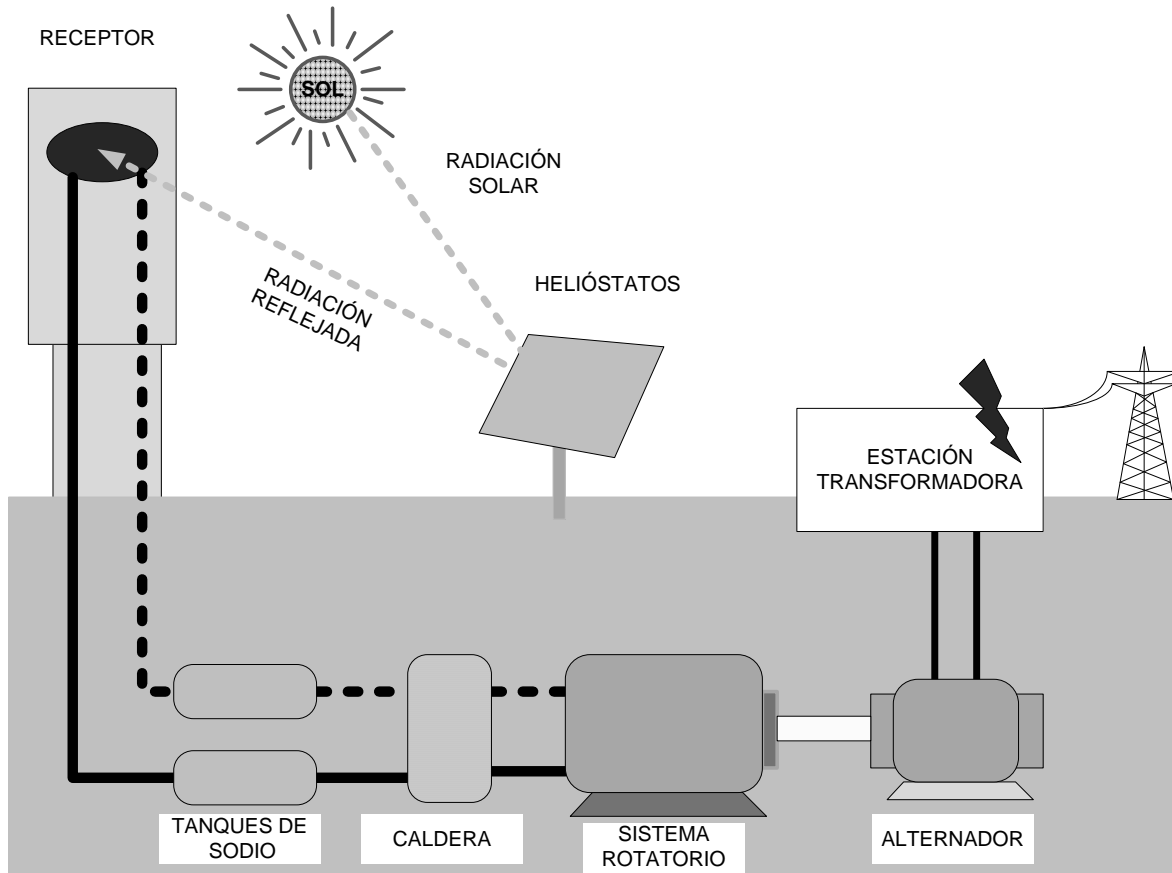 RECEPTOR
SOL
RADIACIÓN
SOLAR
RADIACIÓN
REFLEJADA
HELIÓSTATOS
ESTACIÓN
TRANSFORMADORA
TANQUES DE
SODIO
CALDERA
SISTEMA
ROTATORIO
ALTERNADOR